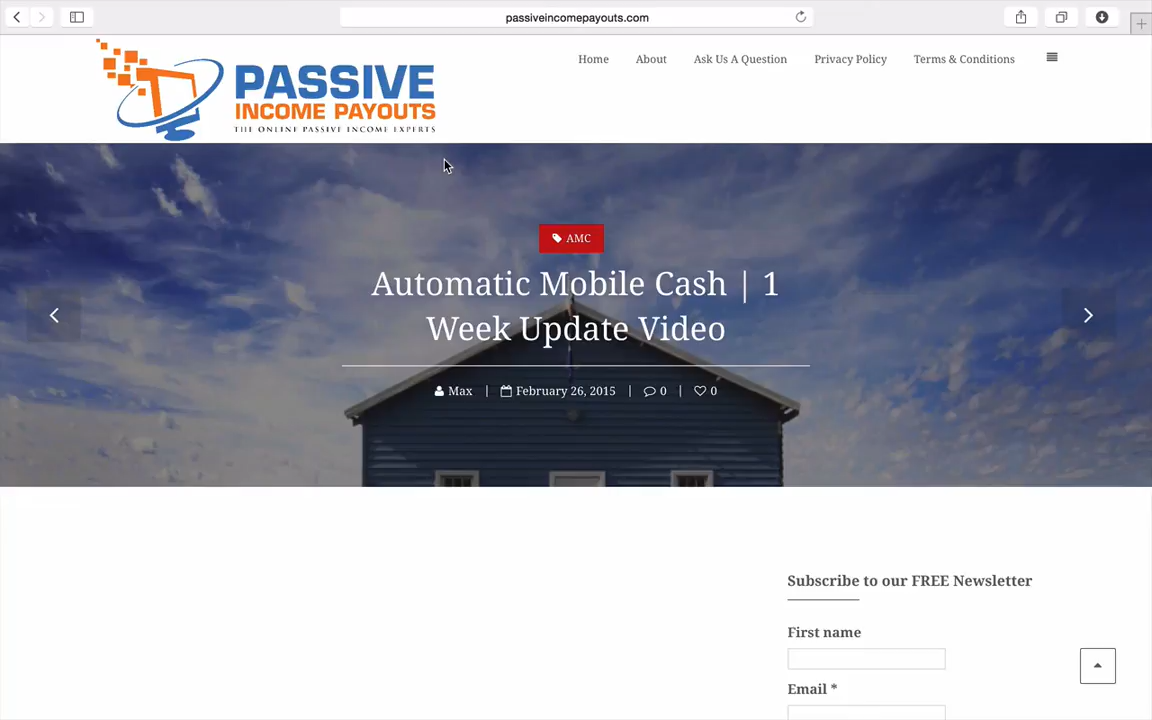 passiveincomepayouts.com
PASSIVE
INCOME PAYOUTS
THE ONLINE PASSIVE INCOME EXPERTS
Home About Ask Us A Question Privacy Policy Terms & Conditions
AMC
Automatic Mobile Cash | 1
Week Update Video
Max | February 26, 2015 | 0 | 0
Subscribe to our FREE Newsletter
First name
Email *